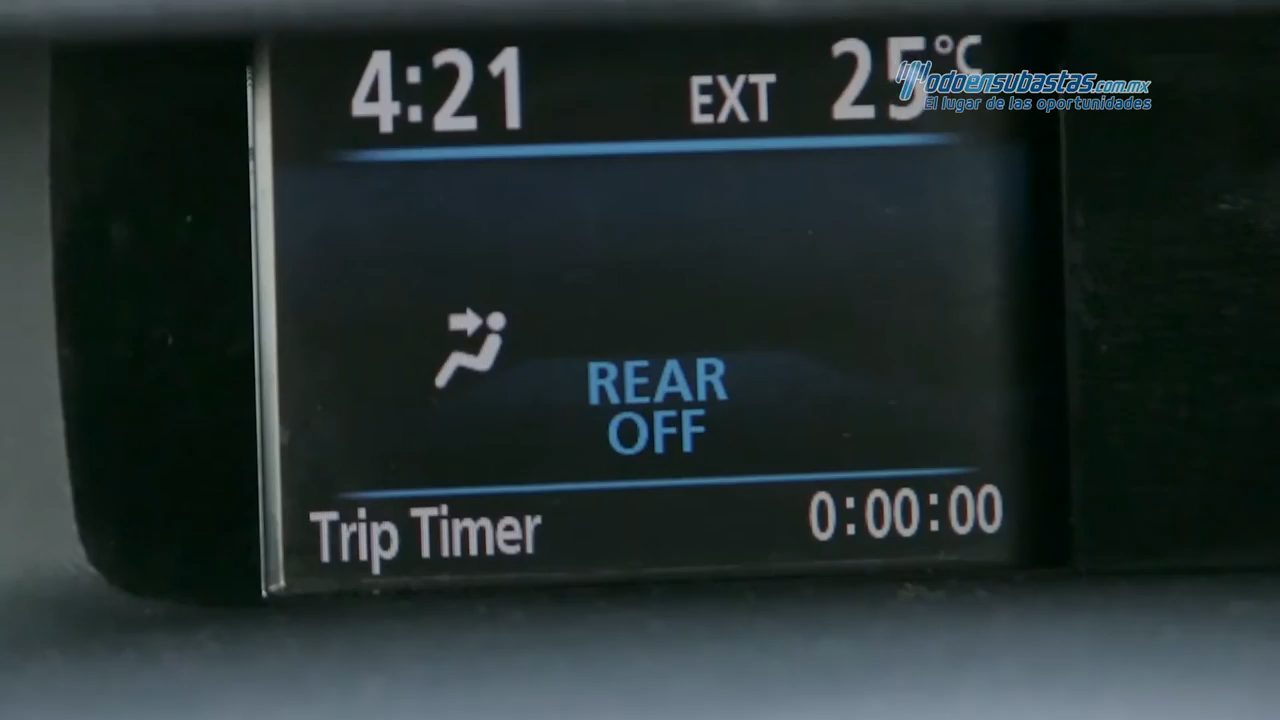 4:21 EXT 25°C
Todoensubastas.com.mx
El lugar de las oportunidades
REAR
OFF
Trip Timer 0:00:00